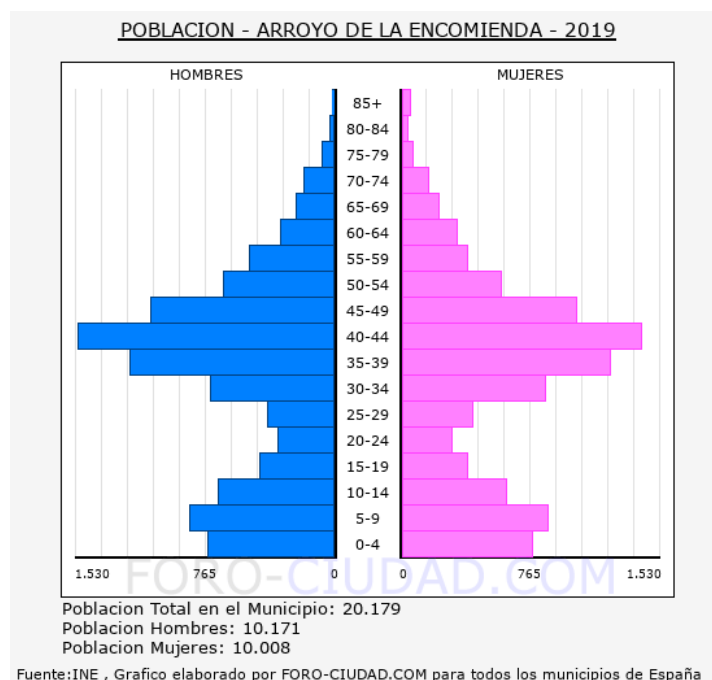 POBLACION - ARROYO DE LA ENCOMIENDA - 2019
HOMBRES MUJERES
85+
80-84
75-79
70-74
65-69
60-64
55-59
50-54
45-49
40-44
35-39
30-34
25-29
20-24
15-19
10-14
5-9
0-4
1.530 765 0 0 765 1.530
FORO-CIUDAD.COM
Poblacion Total en el Municipio: 20.179
Poblacion Hombres: 10.171
Poblacion Mujeres: 10.008
Fuente:INE , Grafico elaborado por FORO-CIUDAD.COM para todos los municipios de España